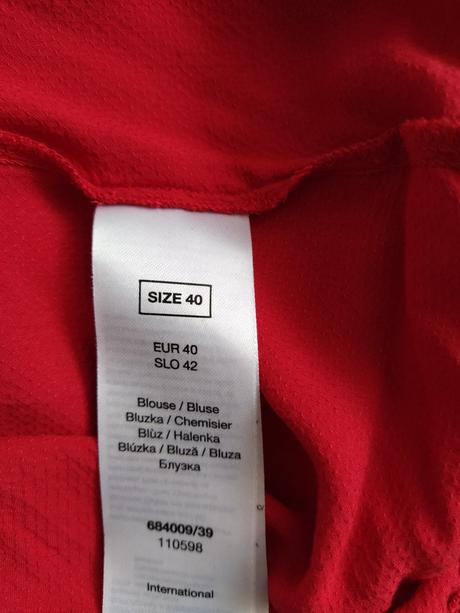 SIZE 40
EUR 40
SLO 42
Blouse / Bluse
Bluzka / Chemisier
Blùz / Halenka
Blúzka / Bluză / Bluza
Блузка
684009/39
110598
International